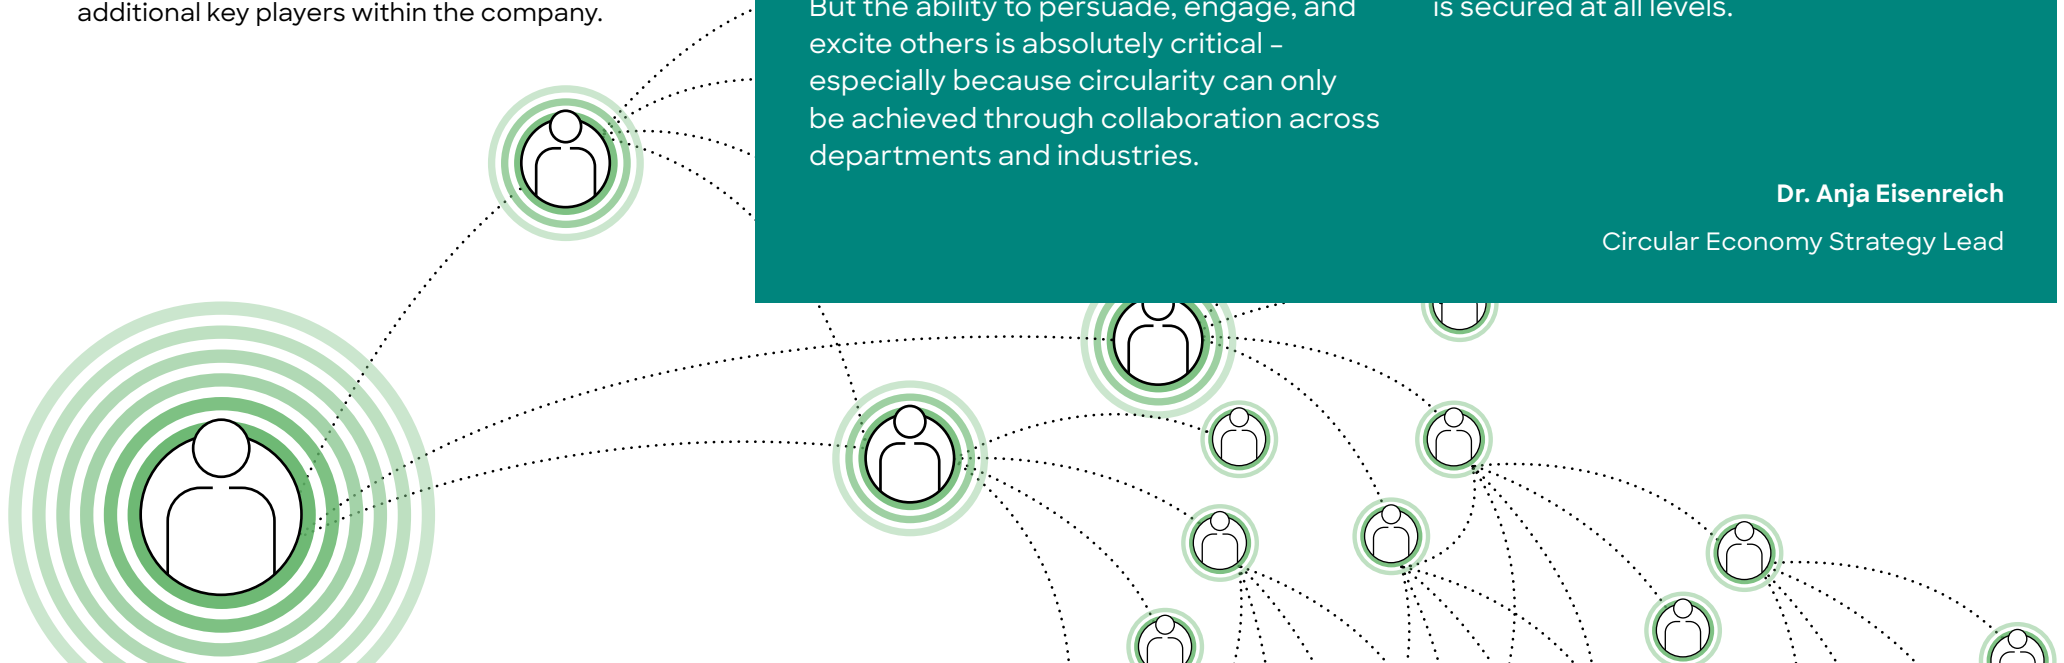 additional key players within the company.
But the ability to persuade, engage, and
excite others is absolutely critical –
especially because circularity can only
be achieved through collaboration across
departments and industries.
is secured at all levels.
Dr. Anja Eisenreich
Circular Economy Strategy Lead